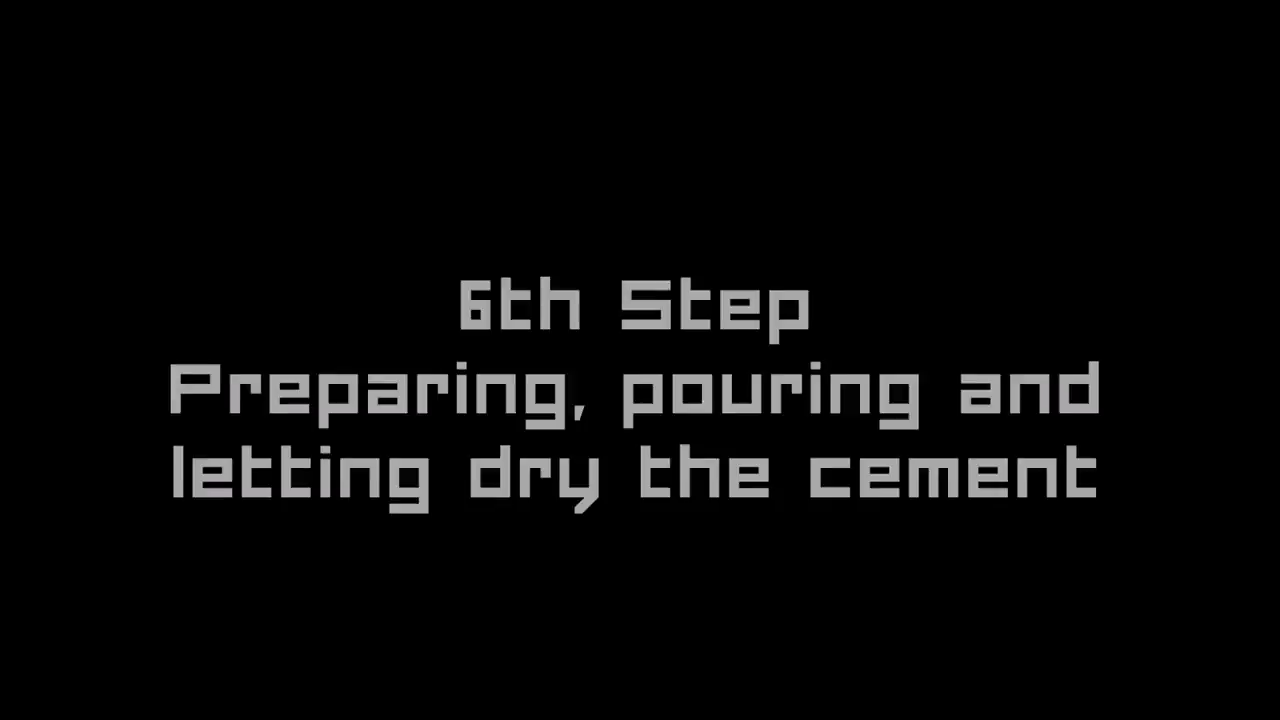 6th Step
Preparing, pouring and
letting dry the cement